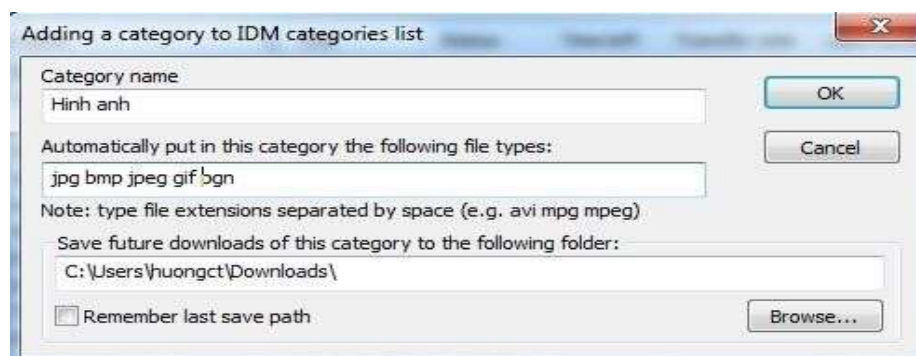 Adding a category to IDM categories list
Category name
Hinh anh
OK
Automatically put in this category the following file types:
Cancel
jpg bmp jpeg gif bgn
Note: type file extensions separated by space (e.g. avi mpg mpeg)
Save future downloads of this category to the following folder:
C:\Users\huongct\Downloads\
Remember last save path
Browse...